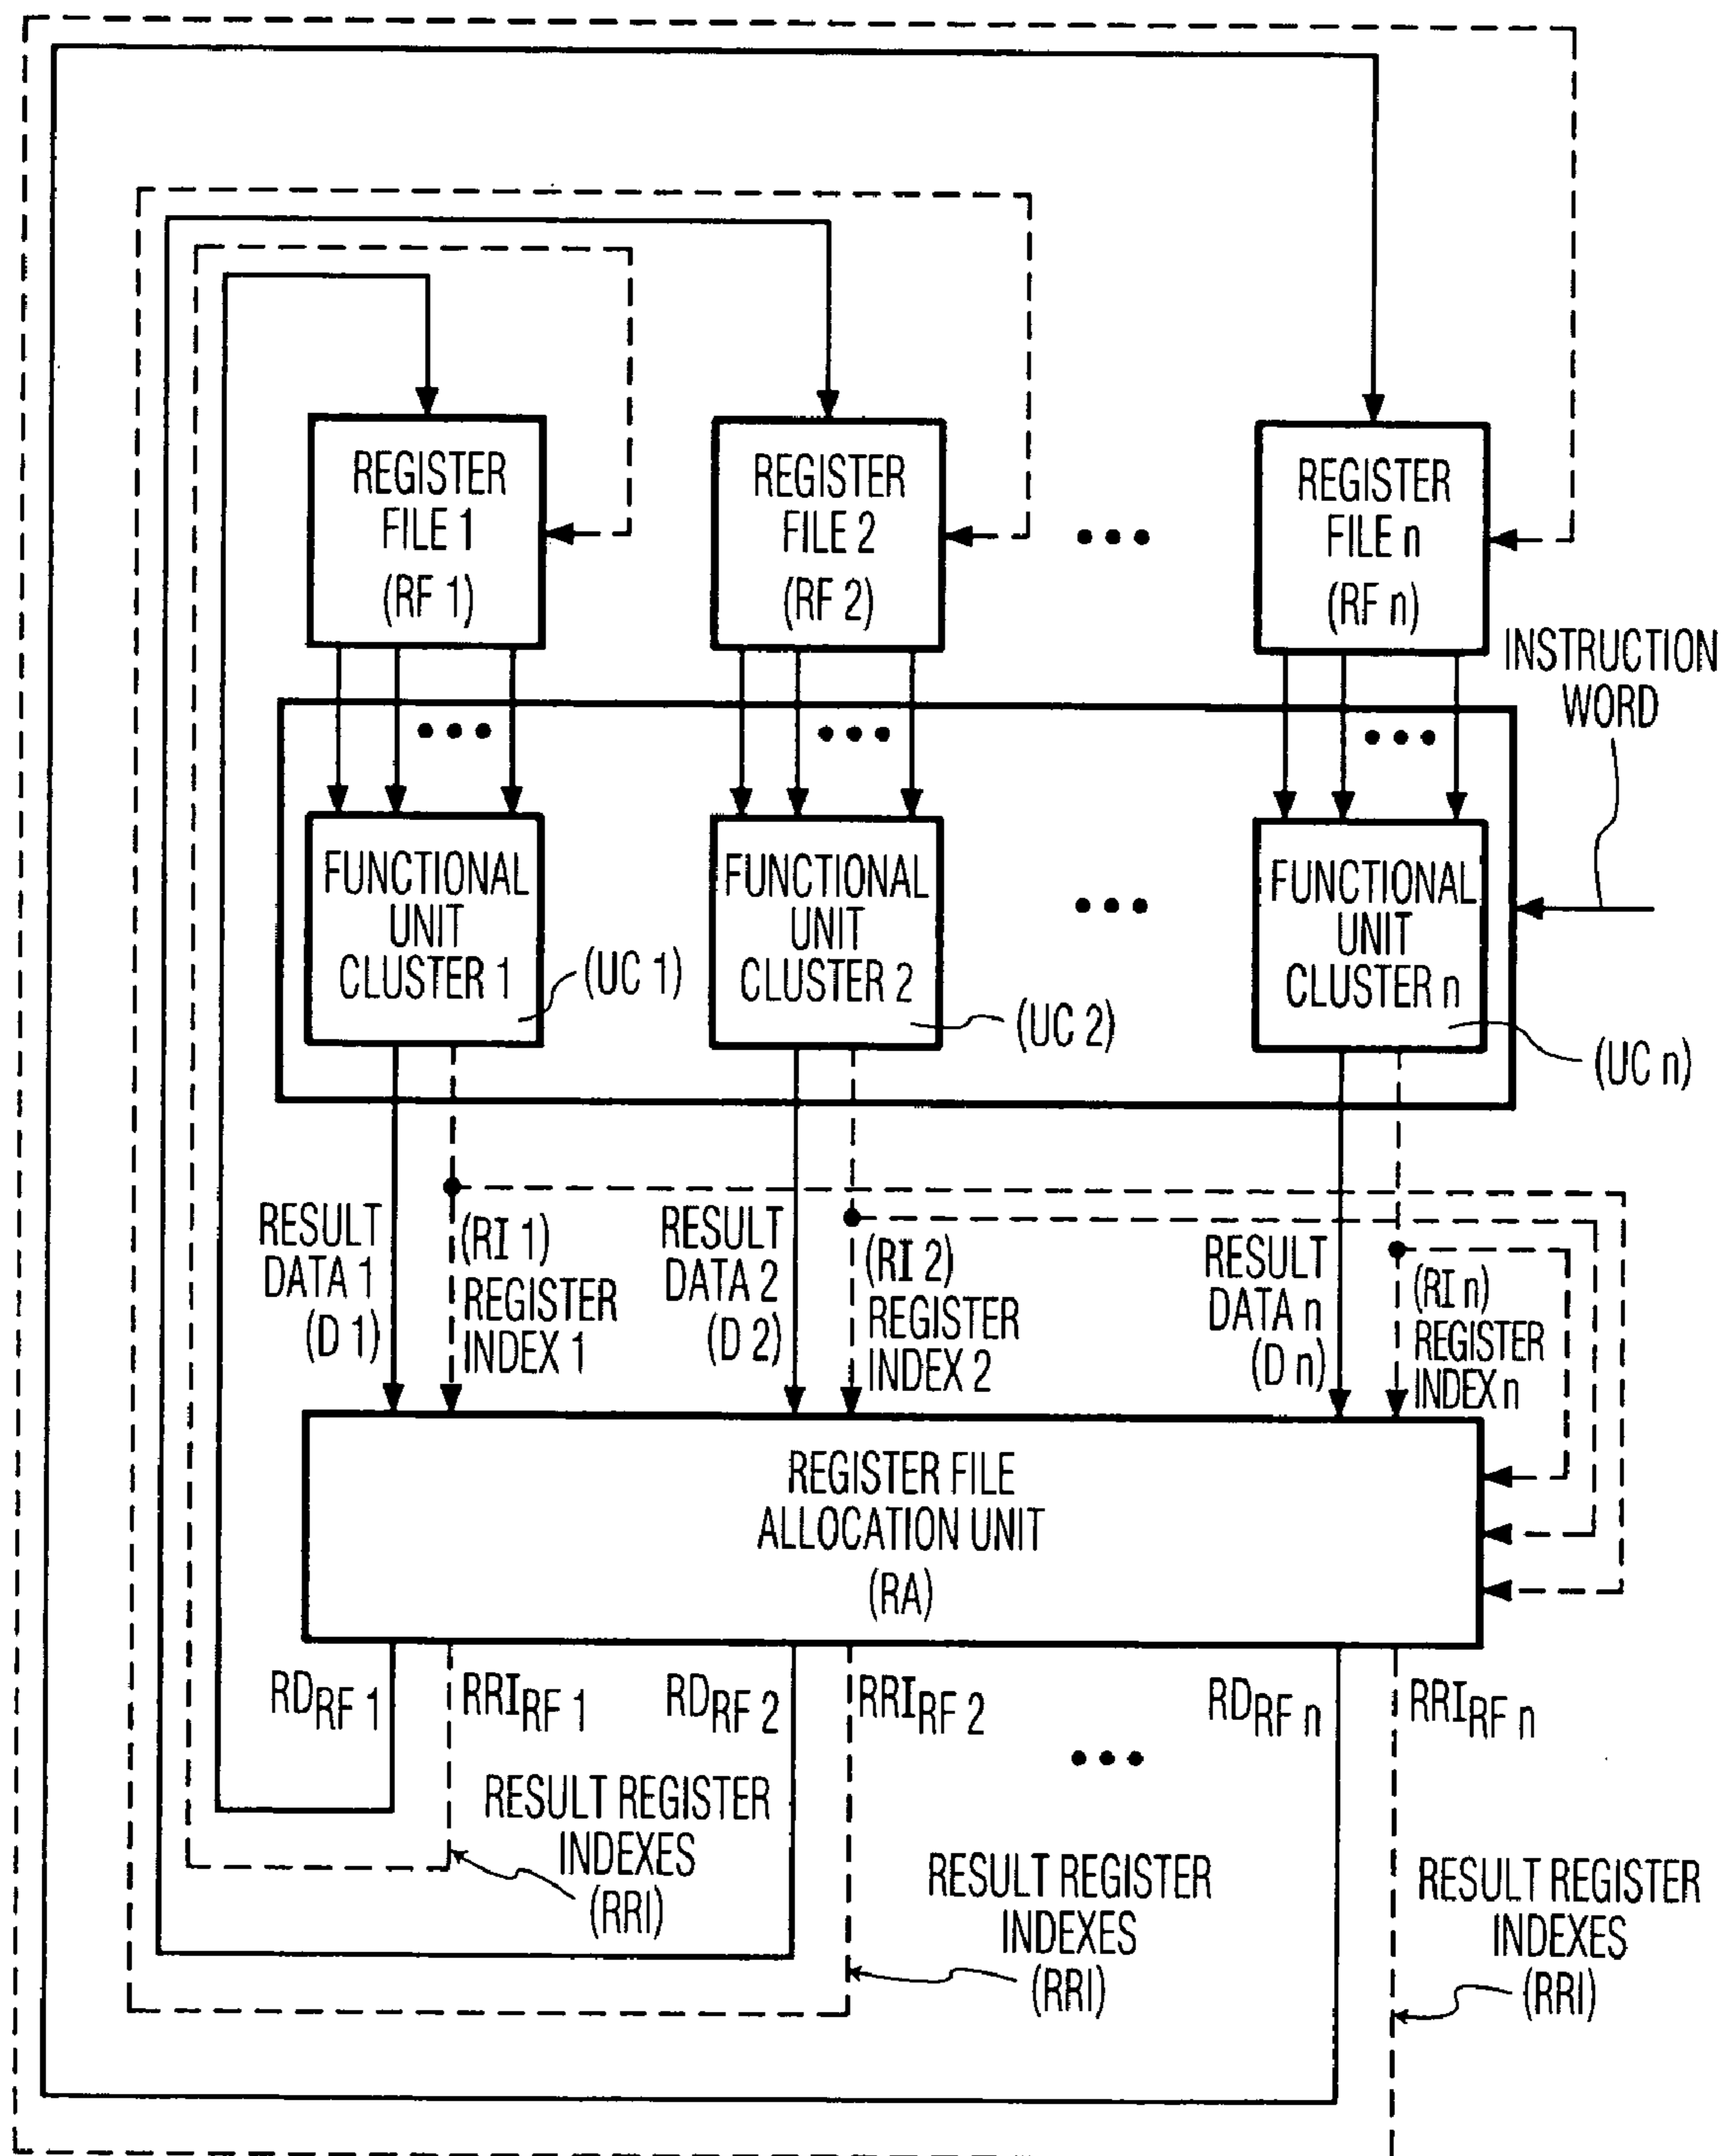 REGISTER
FILE 1
(RF 1)
REGISTER
FILE 2
(RF 2)
REGISTER
FILE n
(RF n)
INSTRUCTION
WORD
FUNCTIONAL
UNIT
CLUSTER 1
(UC 1)
FUNCTIONAL
UNIT
CLUSTER 2
(UC 2)
FUNCTIONAL
UNIT
CLUSTER n
(UC n)
RESULT
DATA 1
(D 1)
(RI 1)
REGISTER
INDEX 1
RESULT
DATA 2
(D 2)
(RI 2)
REGISTER
INDEX 2
RESULT
DATA n
(D n)
(RI n)
REGISTER
INDEX n
REGISTER FILE
ALLOCATION UNIT
(RA)
RDRF 1
RRIRF 1
RDRF 2
RRIRF 2
RDRF n
RRIRF n
RESULT REGISTER
INDEXES
(RRI)
RESULT REGISTER
INDEXES
(RRI)
RESULT REGISTER
INDEXES
(RRI)